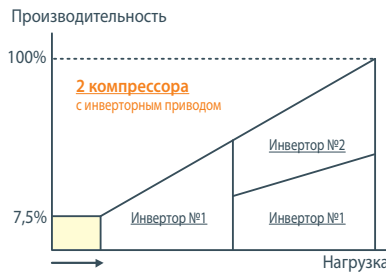 Производительность
100%
2 компрессора
с инверторным приводом
Инвертор №2
7,5%
Инвертор №1
Инвертор №1
Нагрузка